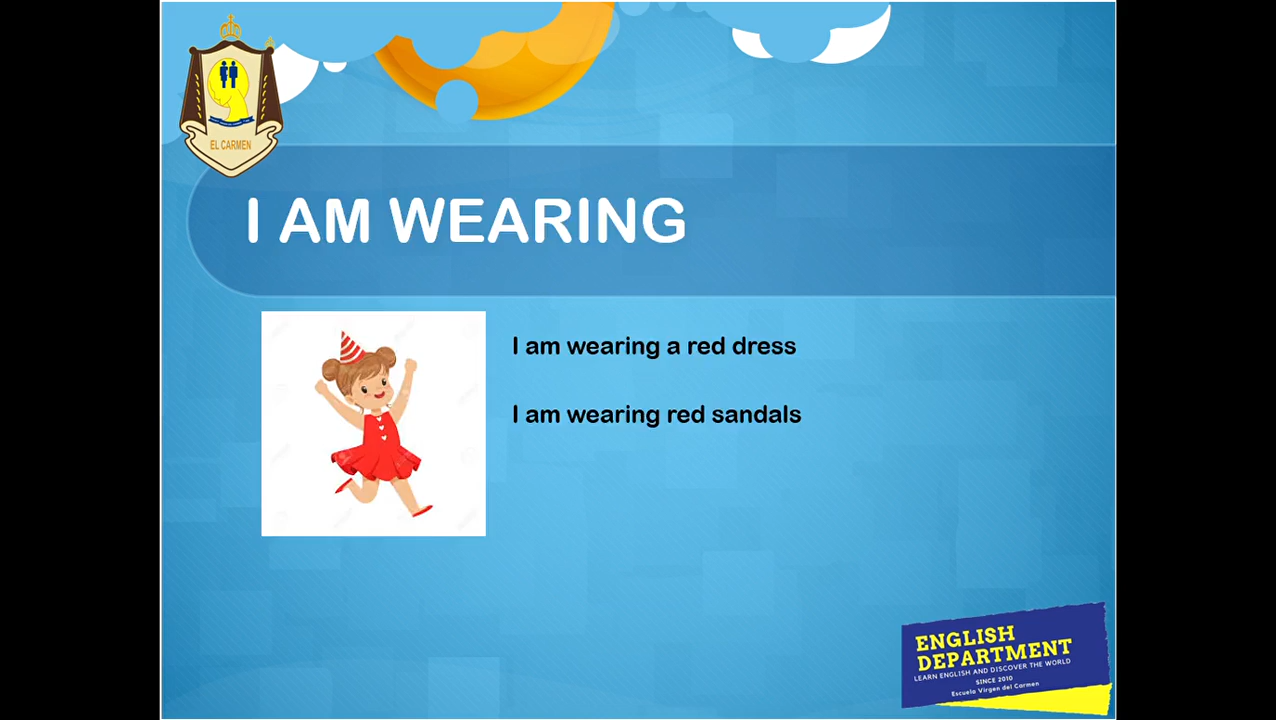 EL CARMEN
I AM WEARING
I am wearing a red dress
I am wearing red sandals
ENGLISH
DEPARTMENT
LEARN ENGLISH AND DISCOVER THE WORLD
SINCE 2010
Escuela Virgen del Carmen